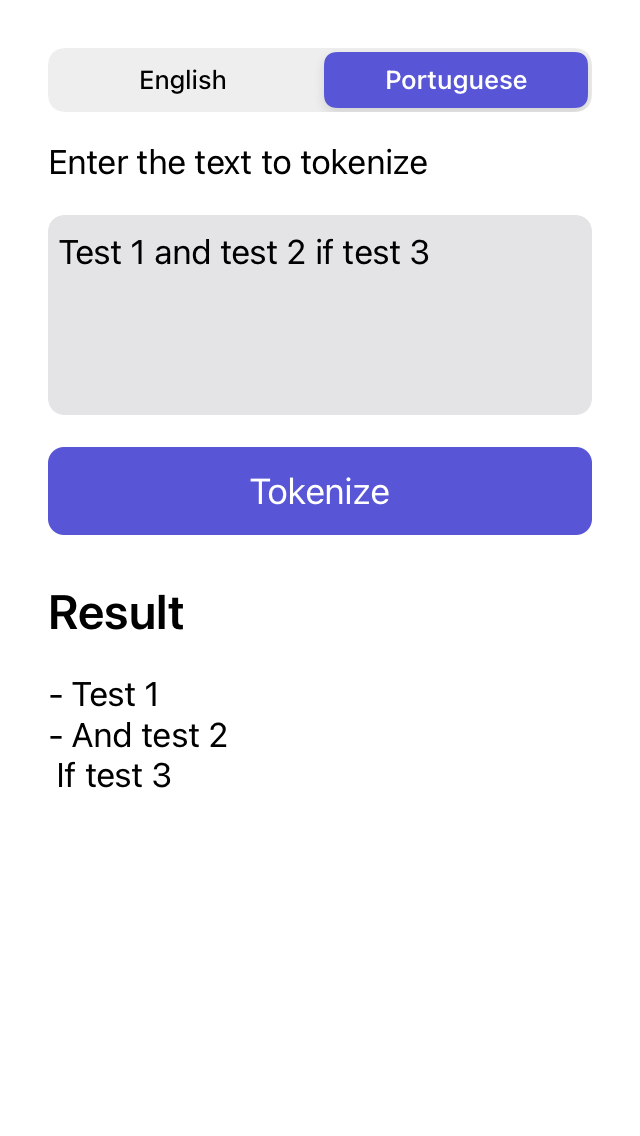 English
Portuguese
Enter the text to tokenize
Test 1 and test 2 if test 3
Tokenize
Result
- Test 1
- And test 2
If test 3